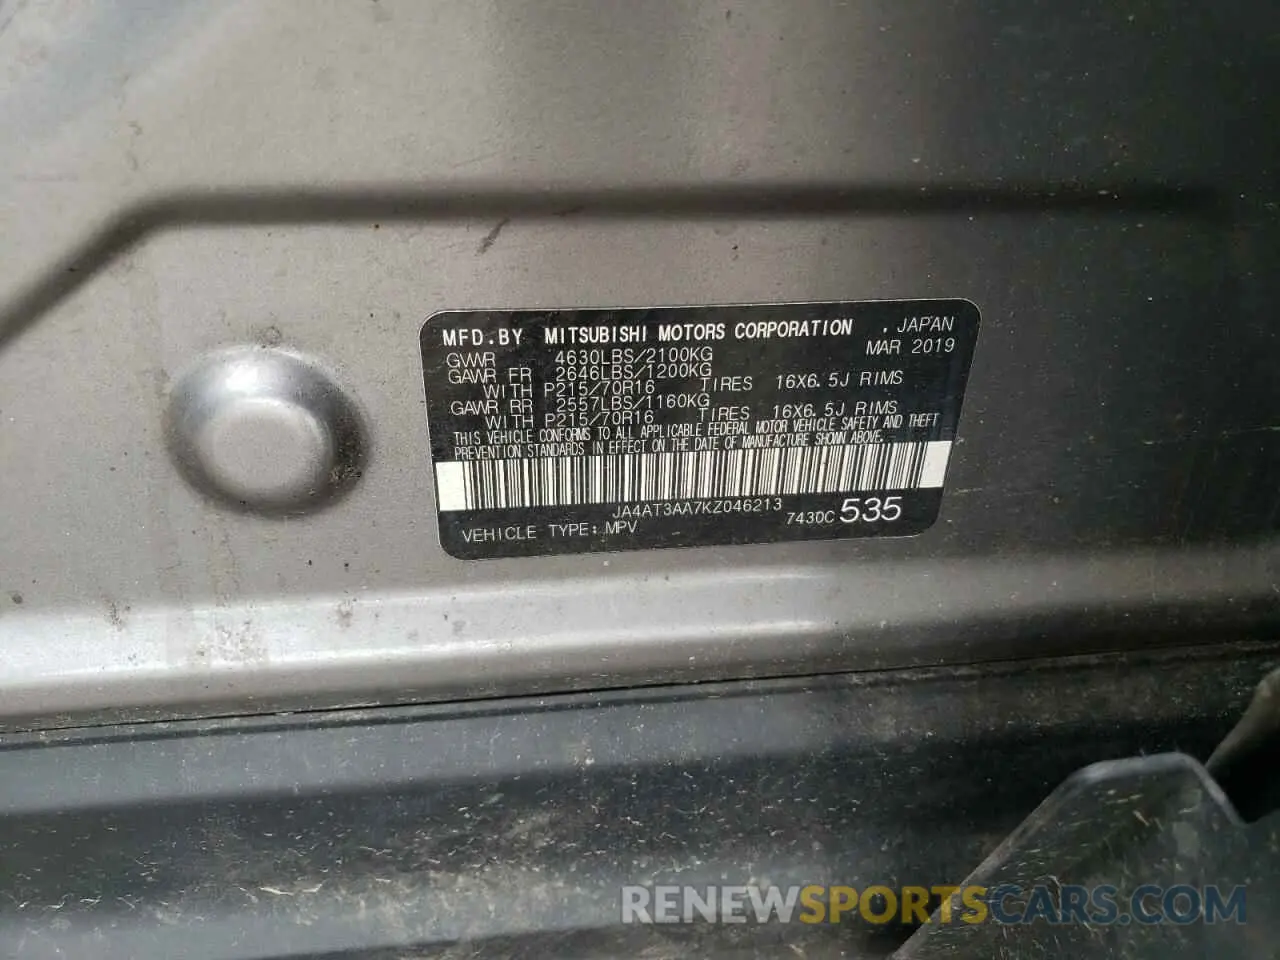 MFD.BY MITSUBISHI MOTORS CORPORATION , JAPAN
GVWR 4630LBS/2100KG MAR 2019
GAWR FR 2646LBS/1200KG
WITH P215/70R16 TIRES 16X6.5J RIMS
GAWR RR 2557LBS/1160KG
WITH P215/70R16 TIRES 16X6.5J RIMS
THIS VEHICLE CONFORMS TO ALL APPLICABLE FEDERAL MOTOR VEHICLE SAFETY AND THEFT
PREVENTION STANDARDS IN EFFECT ON THE DATE OF MANUFACTURE SHOWN ABOVE.
JA4AT3AA7KZ046213
VEHICLE TYPE: MPV 7430C 535
RENEWSPORTSCARS.COM